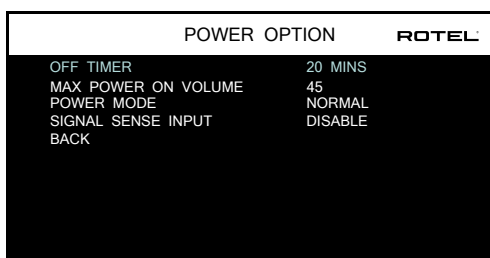 POWER OPTION ROTEL
OFF TIMER 20 MINS
MAX POWER ON VOLUME 45
POWER MODE NORMAL
SIGNAL SENSE INPUT DISABLE
BACK